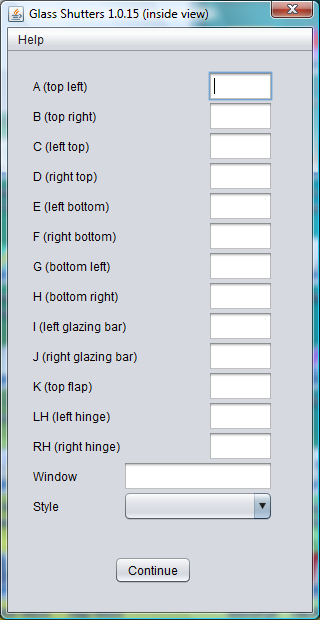 Glass Shutters 1.0.15 (inside view)
Help
A (top left)
B (top right)
C (left top)
D (right top)
E (left bottom)
F (right bottom)
G (bottom left)
H (bottom right)
I (left glazing bar)
J (right glazing bar)
K (top flap)
LH (left hinge)
RH (right hinge)
Window
Style
Continue